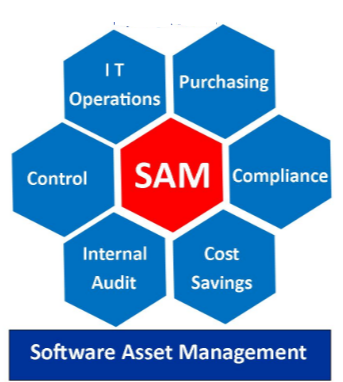 I T
Operations
Purchasing
Control
SAM
Compliance
Internal
Audit
Cost
Savings
Software Asset Management